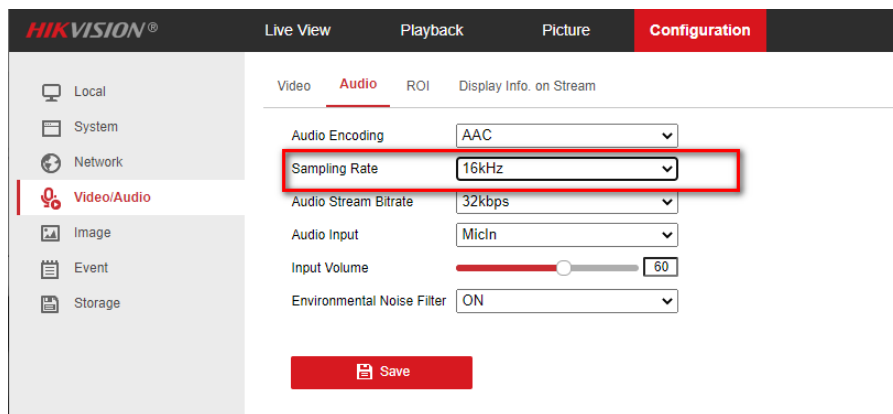 HIKVISION® Live View Playback Picture Configuration
Local
System
Network
Video/Audio
Image
Event
Storage
Video Audio ROI Display Info. on Stream
Audio Encoding AAC
Sampling Rate 16kHz
Audio Stream Bitrate 32kbps
Audio Input MicIn
Input Volume 60
Environmental Noise Filter ON
Save